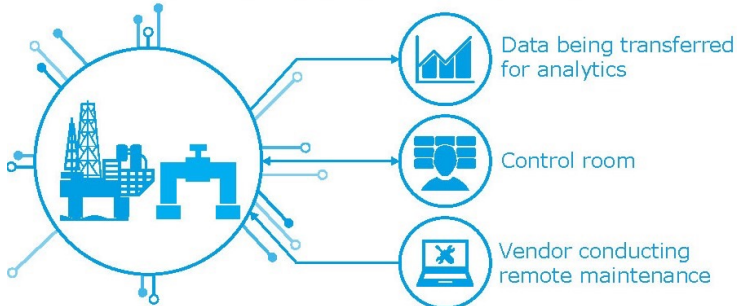 Data being transferred
for analytics
Control room
Vendor conducting
remote maintenance